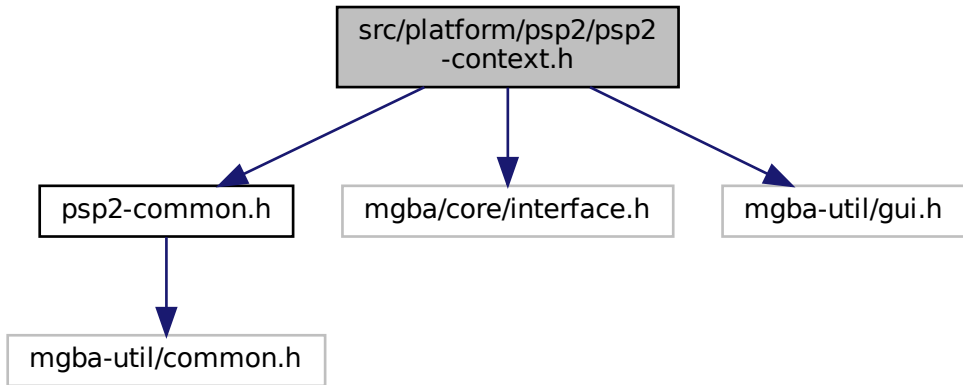 src/platform/psp2/psp2
-context.h
psp2-common.h
mgba/core/interface.h
mgba-util/gui.h
mgba-util/common.h